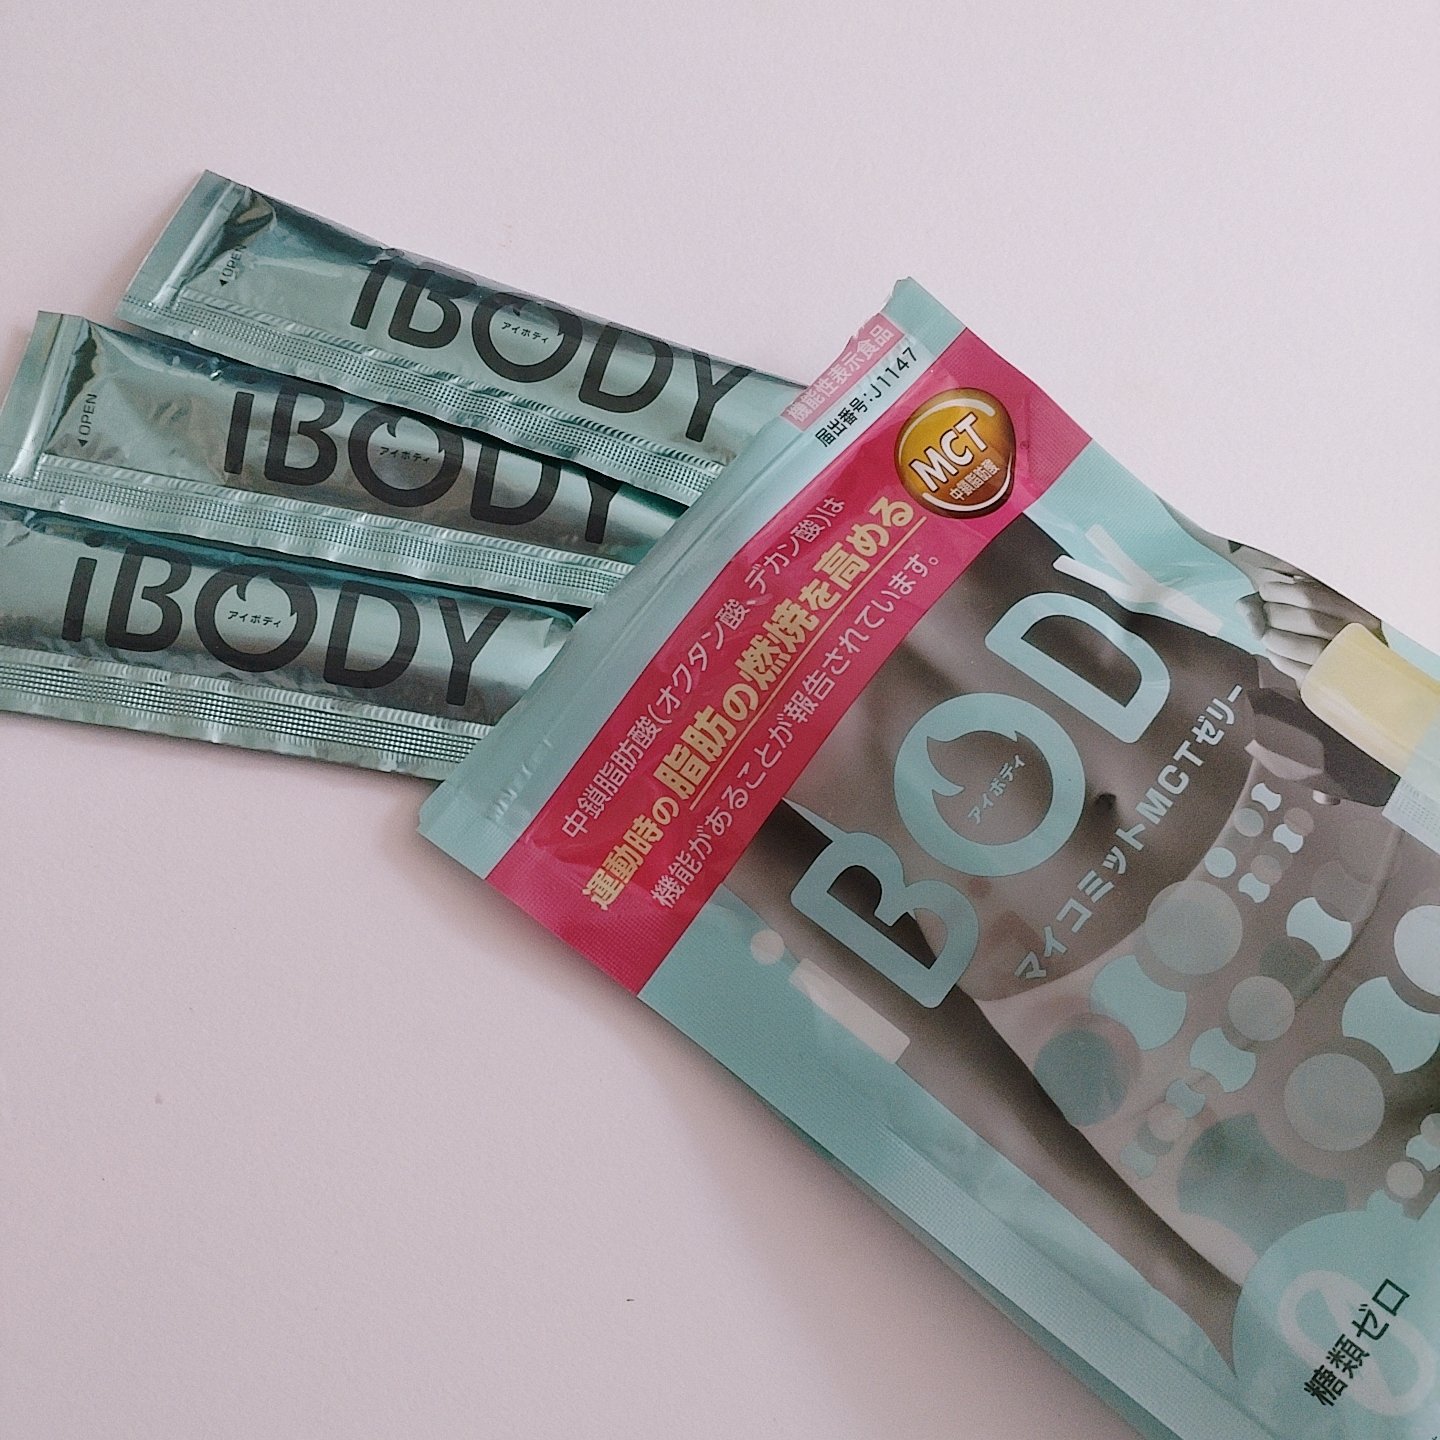 ◀OPEN
iBODY
アイボディ
◀OPEN
iBODY
アイボディ
iBODY
アイボディ
機能性表示食品
届出番号:J1147
MCT
中鎖脂肪酸
中鎖脂肪酸(オクタン酸、デカン酸)は
運動時の脂肪の燃焼を高める
機能があることが報告されています。
BODY
アイボディ
マイコミットMCTゼリー
糖類ゼロ